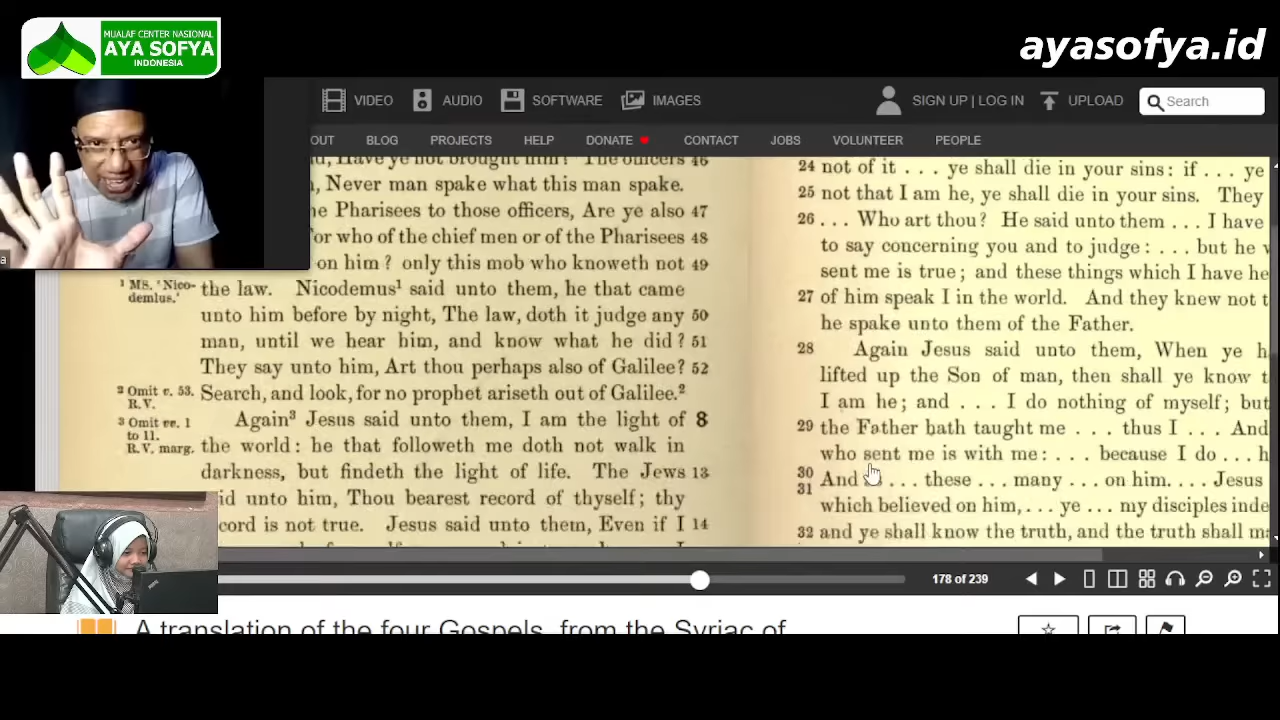 MUALAF CENTER NASIONAL
AYA SOFYA
INDONESIA
ayasofya.id
VIDEO AUDIO SOFTWARE IMAGES SIGN UP | LOG IN UPLOAD Search
OUT BLOG PROJECTS HELP DONATE CONTACT JOBS VOLUNTEER PEOPLE
Have ye not brought him? The officers 46
Never man spake what this man spake.
he Pharisees to those officers, Are ye also 47
or who of the chief men or of the Pharisees 48
on him? only this mob who knoweth not 49
the law. Nicodemus¹ said unto them, he that came
unto him before by night, The law, doth it judge any 50
man, until we hear him, and know what he did? 51
They say unto him, Art thou perhaps also of Galilee? 52
Search, and look, for no prophet ariseth out of Galilee.²
Again³ Jesus said unto them, I am the light of 8
the world: he that followeth me doth not walk in
darkness, but findeth the light of life. The Jews 13
id unto him, Thou bearest record of thyself; thy
cord is not true. Jesus said unto them, Even if I 14
¹ MS. 'Nico-
demlus.'
² Omit v. 53.
R.V.
³ Omit vv. 1
to 11.
R.V. marg.
24 not of it . . . ye shall die in your sins: if . . . ye
25 not that I am he, ye shall die in your sins. They
26 . . . Who art thou? He said unto them . . . I have
to say concerning you and to judge: . . . but he
sent me is true; and these things which I have he
27 of him speak I in the world. And they knew not t
he spake unto them of the Father.
28 Again Jesus said unto them, When ye h
lifted up the Son of man, then shall ye know t
I am he; and . . . I do nothing of myself; but
29 the Father hath taught me . . . thus I . . . And
who sent me is with me: . . . because I do . . . h
30 And . . . these . . . many . . . on him. . . . Jesus
31 which believed on him, . . . ye . . . my disciples inde
32 and ye shall know the truth, and the truth shall ma
178 of 239
A translation of the four Gospels, from the Syriac of